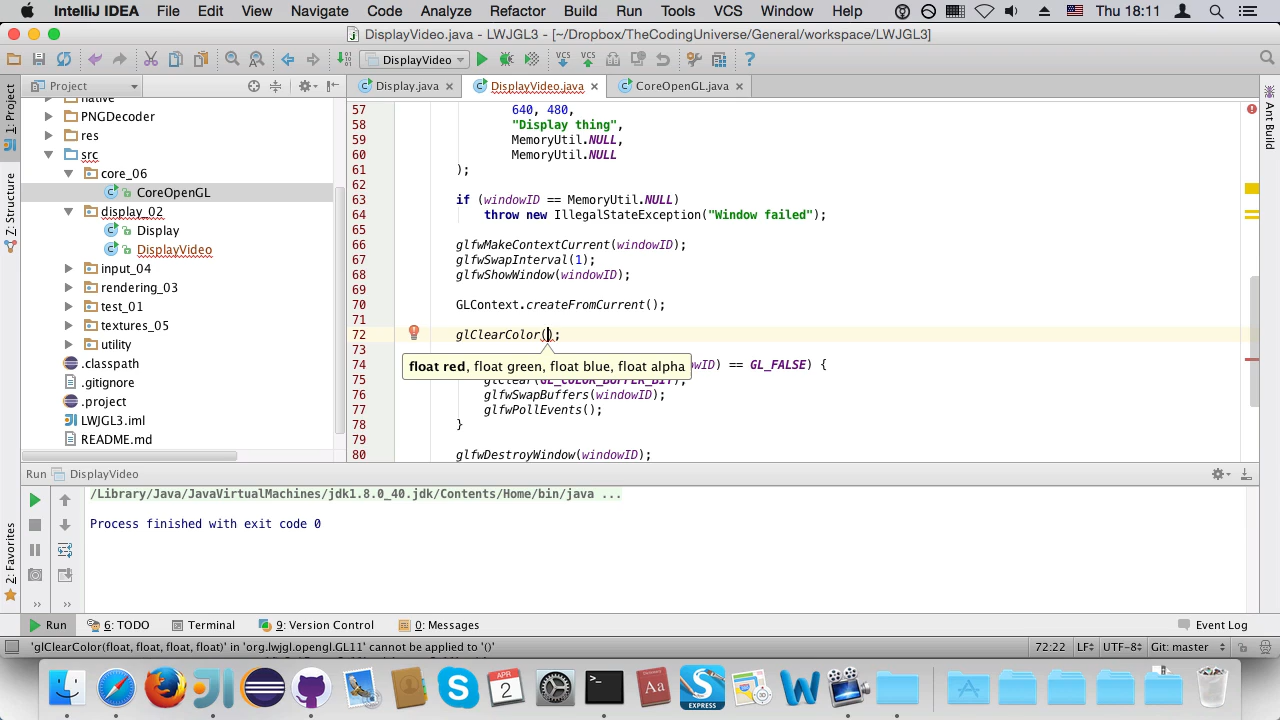 IntelliJ IDEA File Edit View Navigate Code Analyze Refactor Build Run Tools VCS Window Help Thu 18:11
DisplayVideo.java - LWJGL3 - [~/Dropbox/TheCodingUniverse/General/workspace/LWJGL3]
DisplayVideo VCS VCS
Project
Display.java DisplayVideo.java CoreOpenGL.java
1: Project
Z: Structure
2: Favorites
Ant Build
native
PNGDecoder
res
src
core_06
CoreOpenGL
display_02
Display
DisplayVideo
input_04
rendering_03
test_01
textures_05
utility
.classpath
.gitignore
.project
LWJGL3.iml
README.md
57 640, 480,
58 "Display thing",
59 MemoryUtil.NULL,
60 MemoryUtil.NULL
61 );
62
63 if (windowID == MemoryUtil.NULL)
64 throw new IllegalStateException("Window failed");
65
66 glfwMakeContextCurrent(windowID);
67 glfwSwapInterval(1);
68 glfwShowWindow(windowID);
69
70 GLContext.createFromCurrent();
71
72 glClearColor();
73
float red, float green, float blue, float alpha
74 wID) == GL_FALSE) {
75 glClear(GL_COLOR_BUFFER_BIT);
76 glfwSwapBuffers(windowID);
77 glfwPollEvents();
78 }
79
80 glfwDestroyWindow(windowID);
Run DisplayVideo
/Library/Java/JavaVirtualMachines/jdk1.8.0_40.jdk/Contents/Home/bin/java ...
Process finished with exit code 0
Run 6: TODO Terminal 9: Version Control 0: Messages Event Log
'glClearColor(float, float, float, float)' in 'org.lwjgl.opengl.GL11' cannot be applied to '()' 72:22 LF UTF-8 Git: master
APR
2
Aa
S
EXPRESS
W